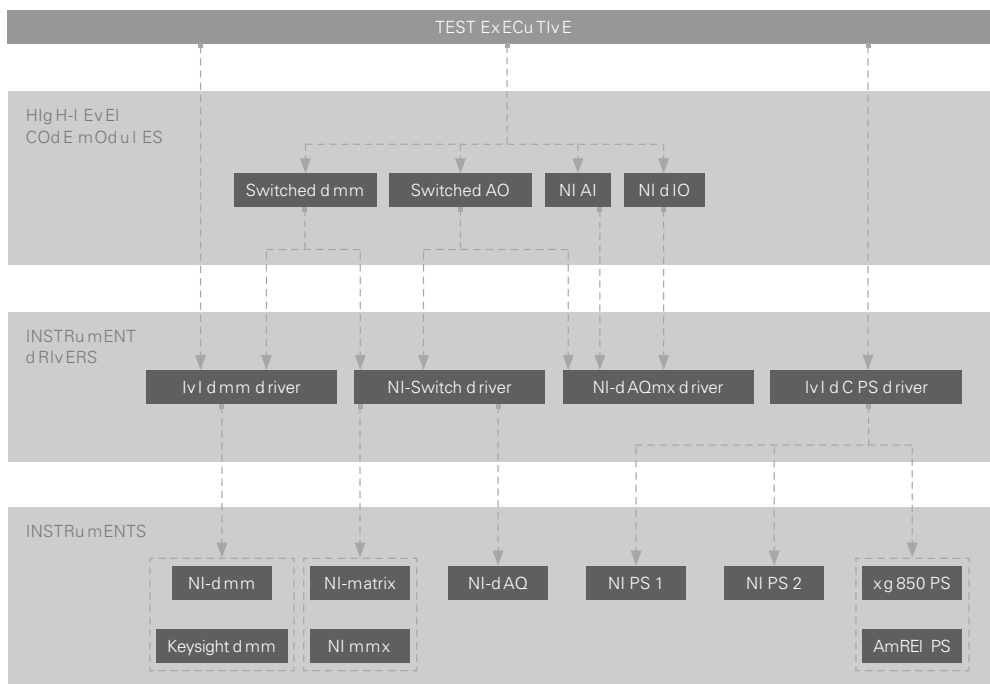 TEST ExECuTIvE
HIgH-lEvEl
COdE mOdulES
Switched dmm
Switched AO
NI AI
NI dIO
INSTRumENT
dRIvERS
IvI dmm driver
NI-Switch driver
NI-dAQmx driver
IvI dC PS driver
INSTRumENTS
NI-dmm
NI-matrix
NI-dAQ
NI PS 1
NI PS 2
xg 850 PS
Keysight dmm
NI mmx
AmREl PS